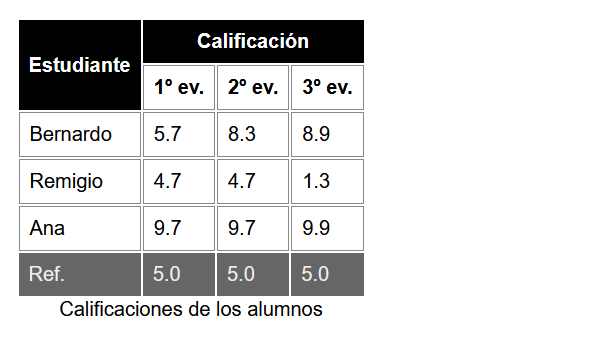 Estudiante Calificación
1º ev. 2º ev. 3º ev.
Bernardo 5.7 8.3 8.9
Remigio 4.7 4.7 1.3
Ana 9.7 9.7 9.9
Ref. 5.0 5.0 5.0
Calificaciones de los alumnos